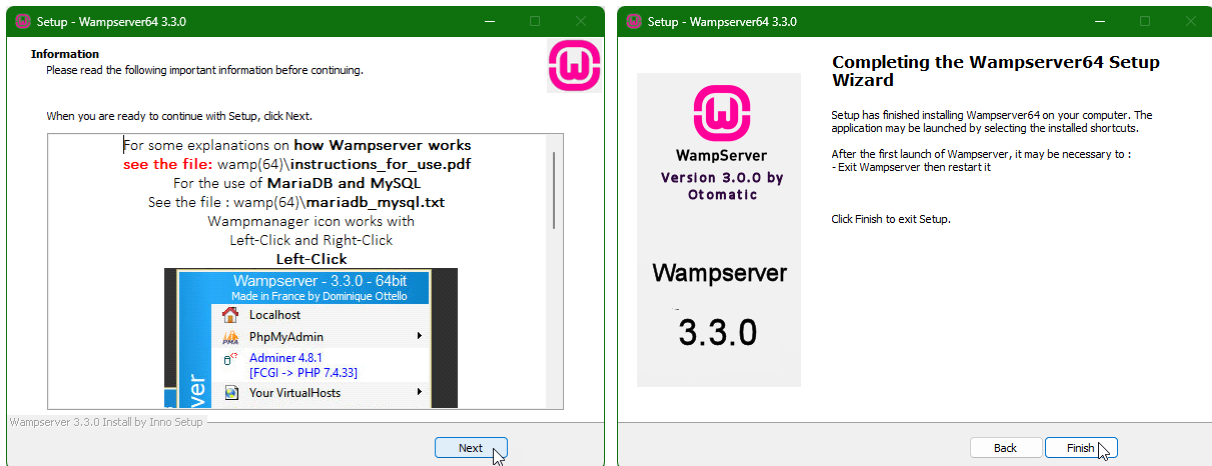 Setup - Wampserver64 3.3.0
Information
Please read the following important information before continuing.
When you are ready to continue with Setup, click Next.
For some explanations on how Wampserver works
see the file: wamp(64)\instructions_for_use.pdf
For the use of MariaDB and MySQL
See the file : wamp(64)\mariadb_mysql.txt
Wampmanager icon works with
Left-Click and Right-Click
Left-Click
Wampserver - 3.3.0 - 64bit
Made in France by Dominique Ottello
Localhost
PMA
PhpMyAdmin
Adminer 4.8.1
[FCGI -> PHP 7.4.33]
Your VirtualHosts
ver
Wampserver 3.3.0 Install by Inno Setup
Next
Setup - Wampserver64 3.3.0
WampServer
Version 3.0.0 by
Otomatic
Wampserver
3.3.0
Completing the Wampserver64 Setup
Wizard
Setup has finished installing Wampserver64 on your computer. The
application may be launched by selecting the installed shortcuts.
After the first launch of Wampserver, it may be necessary to :
- Exit Wampserver then restart it
Click Finish to exit Setup.
Back
Finish